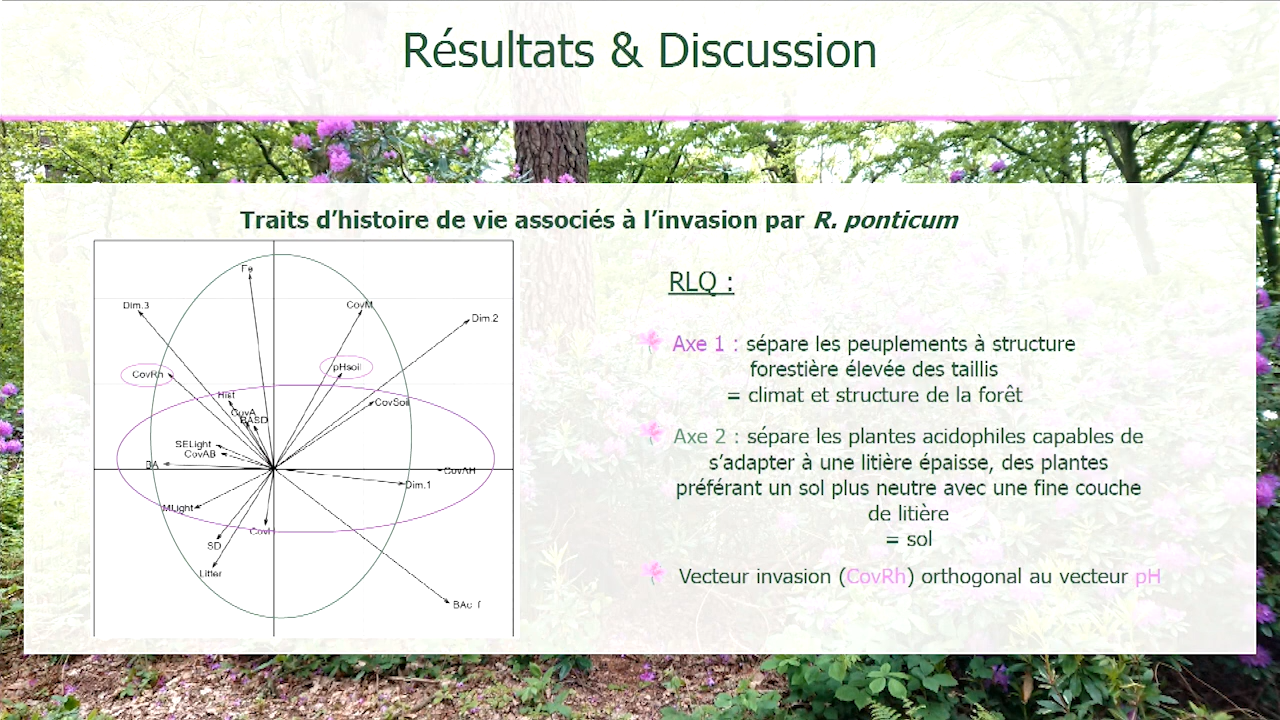 Résultats & Discussion
Traits d’histoire de vie associés à l’invasion par R. ponticum
Fe
Dim.3
CovM
Dim.2
CovRh
pHsoil
Hist
CovSoil
CovA
BASD
SELight
CovAB
BA
CovAH
Dim.1
MLight
CovI
SD
Litter
BAc_f
RLQ :
Axe 1 : sépare les peuplements à structure
forestière élevée des taillis
= climat et structure de la forêt
Axe 2 : sépare les plantes acidophiles capables de
s’adapter à une litière épaisse, des plantes
préférant un sol plus neutre avec une fine couche
de litière
= sol
Vecteur invasion (CovRh) orthogonal au vecteur pH